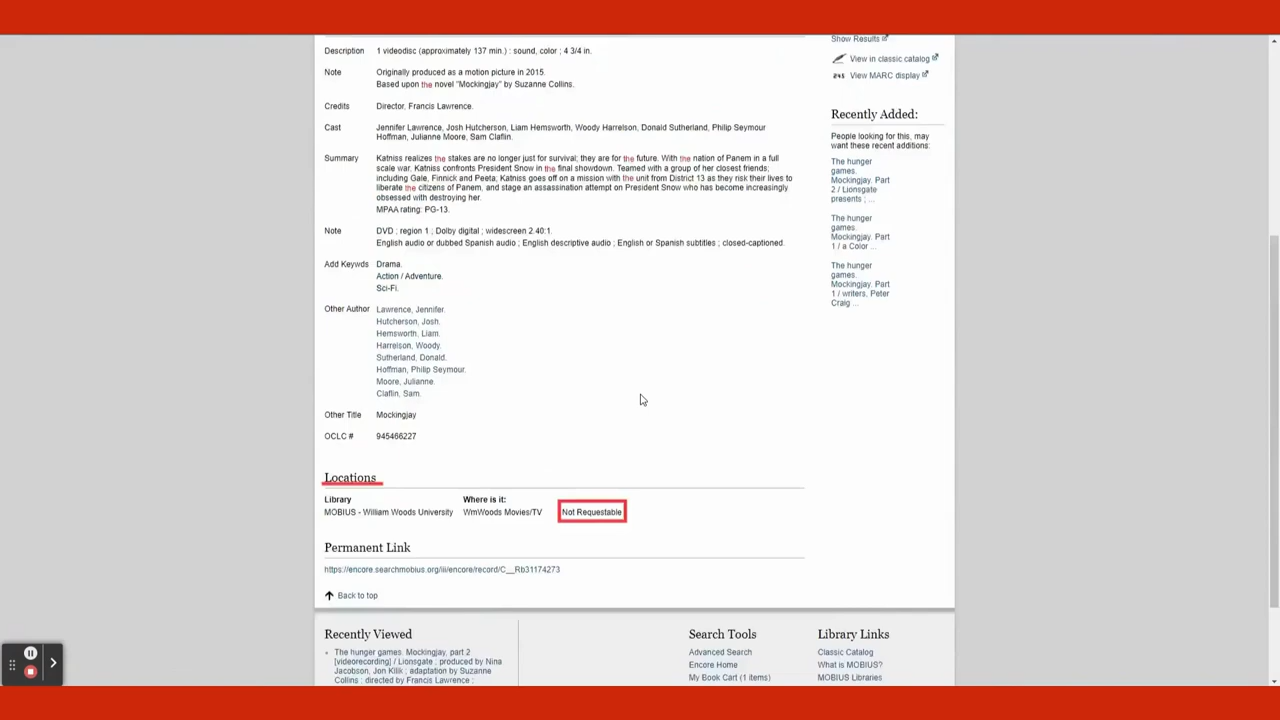 Description 1 videodisc (approximately 137 min.) : sound, color ; 4 3/4 in.
Note Originally produced as a motion picture in 2015.
Based upon the novel "Mockingjay" by Suzanne Collins.
Credits Director, Francis Lawrence.
Cast Jennifer Lawrence, Josh Hutcherson, Liam Hemsworth, Woody Harrelson, Donald Sutherland, Philip Seymour
Hoffman, Julianne Moore, Sam Claflin.
Summary Katniss realizes the stakes are no longer just for survival; they are for the future. With the nation of Panem in a full
scale war. Katniss confronts President Snow in the final showdown. Teamed with a group of her closest friends;
including Gale, Finnick and Peeta; Katniss goes off on a mission with the unit from District 13 as they risk their lives to
liberate the citizens of Panem, and stage an assassination attempt on President Snow who has become increasingly
obsessed with destroying her.
MPAA rating: PG-13.
Note DVD ; region 1 ; Dolby digital ; widescreen 2.40:1.
English audio or dubbed Spanish audio ; English descriptive audio ; English or Spanish subtitles ; closed-captioned.
Add Keywds Drama.
Action / Adventure.
Sci-Fi.
Other Author Lawrence, Jennifer.
Hutcherson, Josh.
Hemsworth, Liam.
Harrelson, Woody.
Sutherland, Donald.
Hoffman, Philip Seymour.
Moore, Julianne.
Claflin, Sam.
Other Title Mockingjay
OCLC # 945466227
Locations
Library Where is it:
MOBIUS - William Woods University WmWoods Movies/TV Not Requestable
Permanent Link
https://encore.searchmobius.org/iii/encore/record/C__Rb31174273
Back to top
Show Results
View in classic catalog
View MARC display
Recently Added:
People looking for this, may
want these recent additions:
The hunger
games.
Mockingjay. Part
2 / Lionsgate
presents ; ...
The hunger
games.
Mockingjay. Part
1 / a Color ...
The hunger
games.
Mockingjay. Part
1 / writers, Peter
Craig ...
Recently Viewed
The hunger games. Mockingjay, part 2
[videorecording] / Lionsgate ; produced by Nina
Jacobson, Jon Kilik ; adaptation by Suzanne
Collins ; directed by Francis Lawrence ;
Search Tools
Advanced Search
Encore Home
My Book Cart (1 items)
Library Links
Classic Catalog
What is MOBIUS?
MOBIUS Libraries